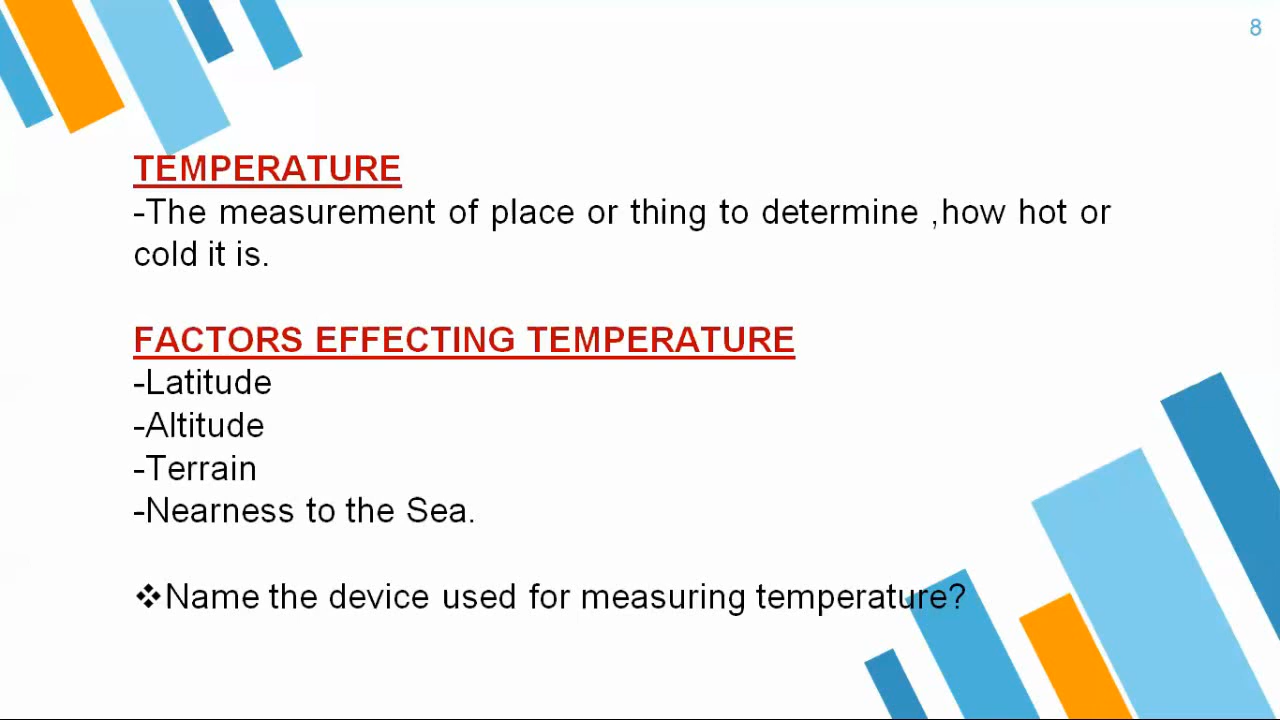 8
TEMPERATURE
-The measurement of place or thing to determine ,how hot or
cold it is.
FACTORS EFFECTING TEMPERATURE
-Latitude
-Altitude
-Terrain
-Nearness to the Sea.
❖Name the device used for measuring temperature?